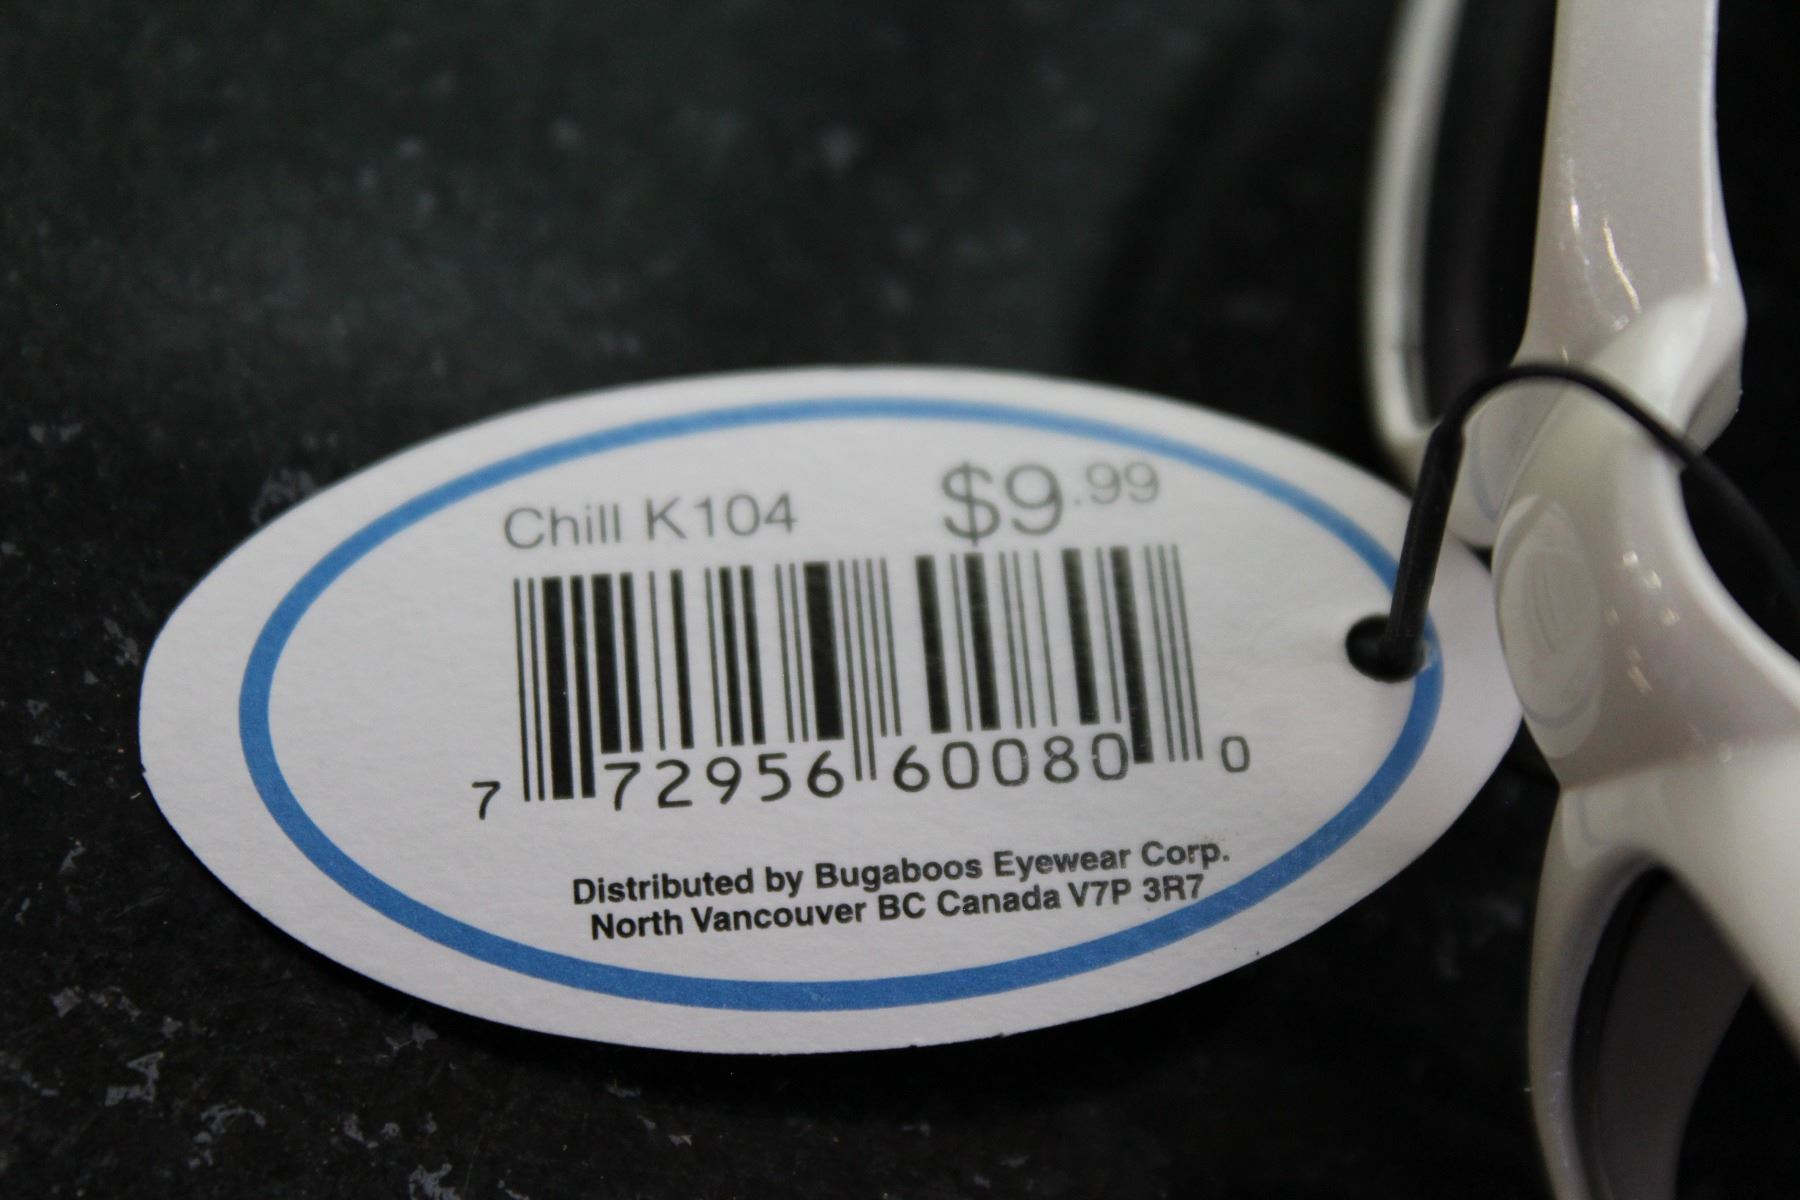 Chill K104 $9.99
7 72956 60080 0
Distributed by Bugaboos Eyewear Corp.
North Vancouver BC Canada V7P 3R7